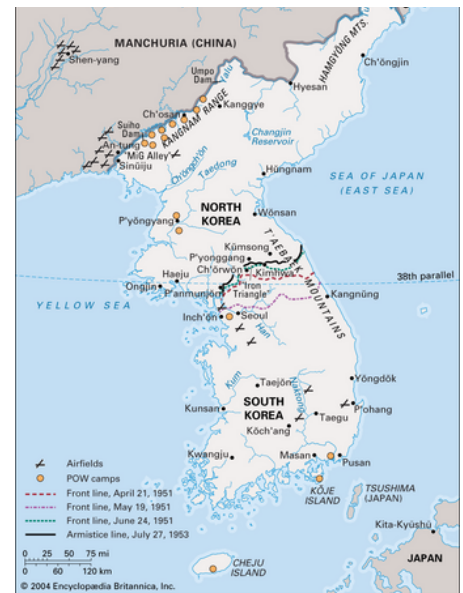 MANCHURIA (CHINA)
Shen-yang
HAMGYŎNG MTS.
Ch'ŏngjin
Umpo
Dam
Yalu
Hyesan
Ch'osan
Kanggye
KANGNAM RANGE
Suiho
Dam
An-tung
MiG Alley
Sinŭiju
Changjin
Reservoir
Chŏngch'ŏn
Taedong
Hŭngnam
SEA OF JAPAN
(EAST SEA)
NORTH
KOREA
Wŏnsan
P'yŏngyang
T'AEBAEK MOUNTAINS
Kŭmsong
P'yonggang
Ch'ŏrwŏn
Kimhwa
38th parallel
Haeju
Ongjin
P'anmunjŏm
Iron
Triangle
Kangnŭng
YELLOW SEA
Inch'ŏn
Seoul
Han
Kum
Taejŏn
Naktong
Yŏngdŏk
SOUTH
KOREA
Kunsan
P'ohang
Taegu
Kŏch'ang
Kwangju
Masan
Pusan
KŎJE
ISLAND
TSUSHIMA
(JAPAN)
Kita-Kyūshū
JAPAN
CHEJU
ISLAND
Airfields
POW camps
Front line, April 21, 1951
Front line, May 19, 1951
Front line, June 24, 1951
Armistice line, July 27, 1953
0 25 50 75 mi
0 60 120 km
© 2004 Encyclopædia Britannica, Inc.